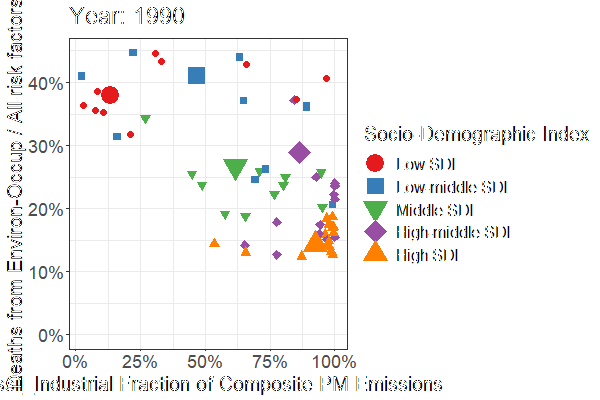 Year: 1990
Deaths from Environ-Occup / All risk factors
40%
30%
20%
10%
0%
0% 25% 50% 75% 100%
Industrial Fraction of Composite PM Emissions
Socio-Demographic Index
Low SDI
Low-middle SDI
Middle SDI
High-middle SDI
High SDI